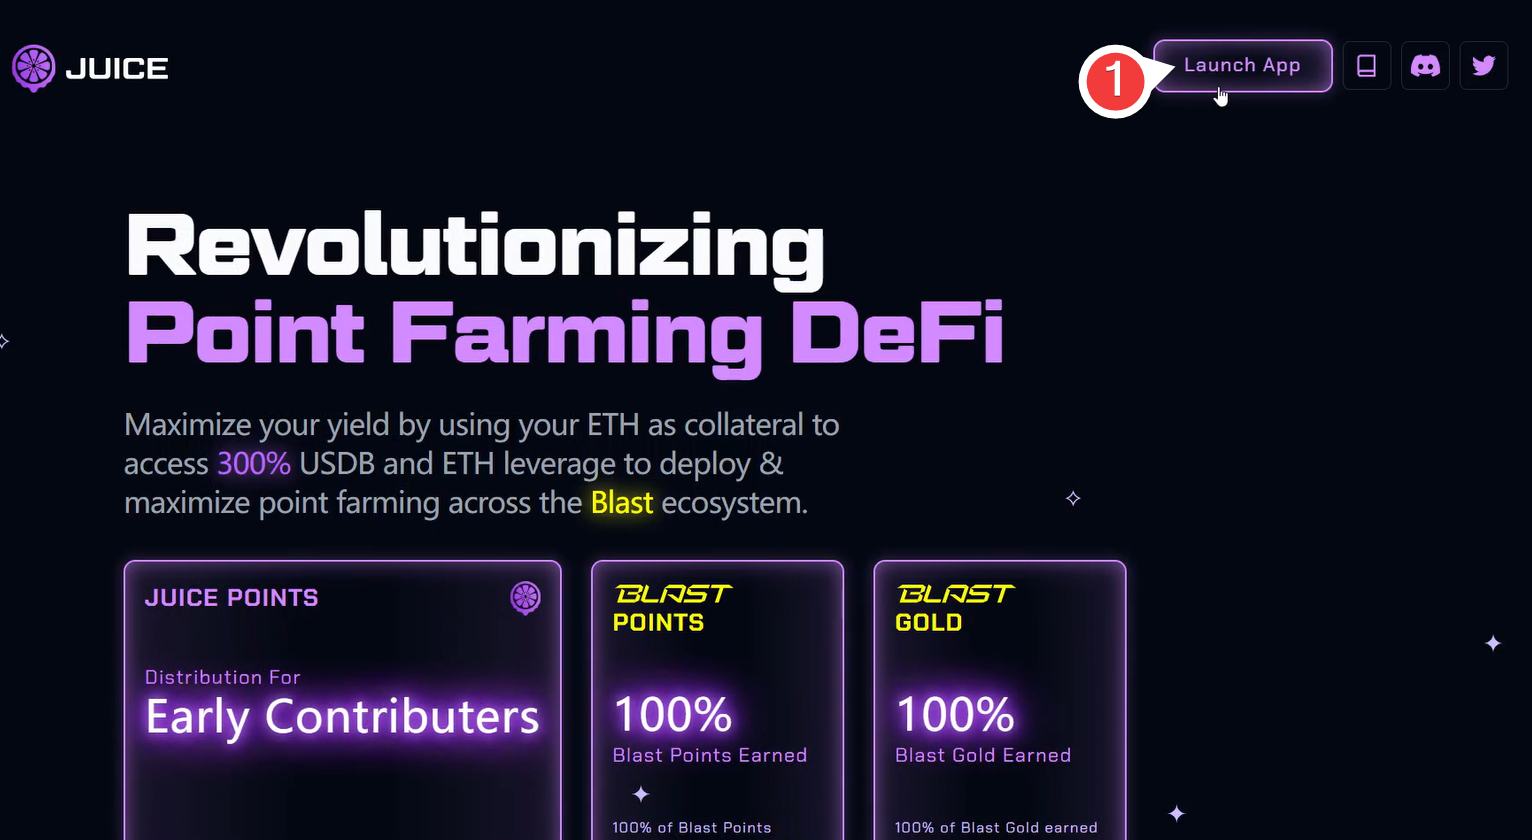 JUICE
Launch App
1
Revolutionizing
Point Farming DeFi
Maximize your yield by using your ETH as collateral to
access 300% USDB and ETH leverage to deploy &
maximize point farming across the Blast ecosystem.
JUICE POINTS
Distribution For
Early Contributers
BLAST
POINTS
100%
Blast Points Earned
100% of Blast Points
BLAST
GOLD
100%
Blast Gold Earned
100% of Blast Gold earned